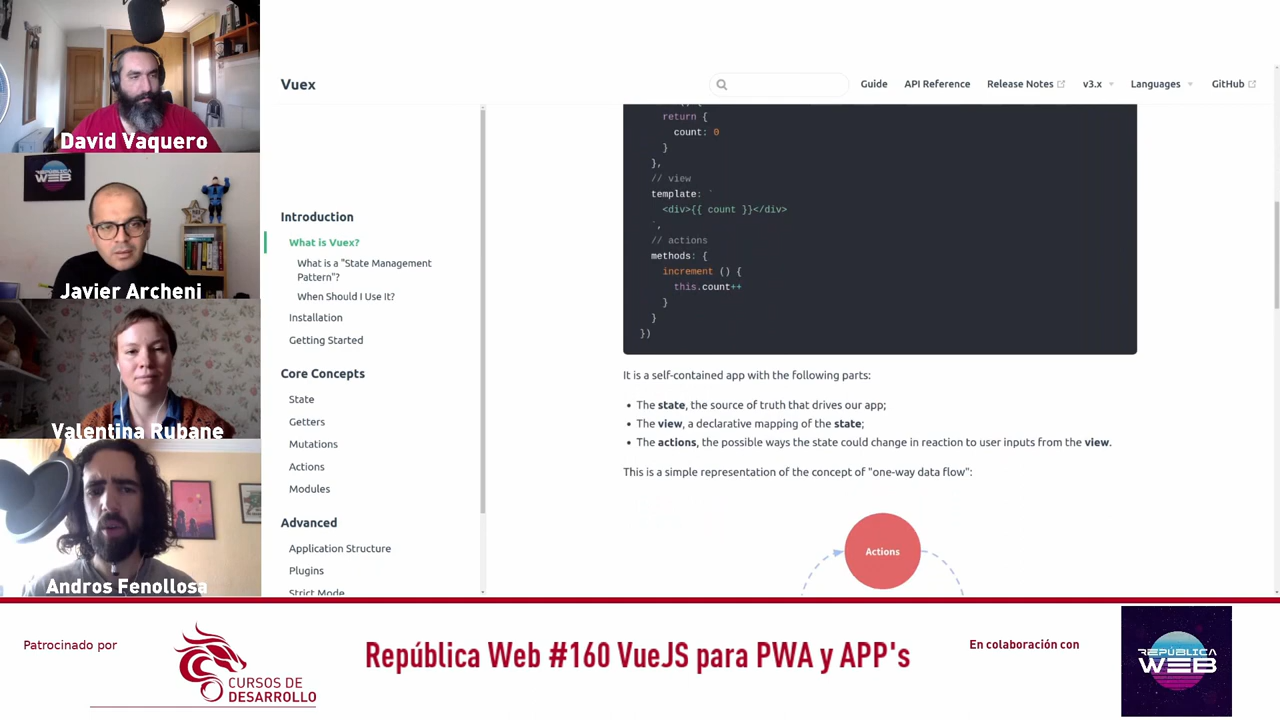 David Vaquero
REPÚBLICA
WEB
Javier Archeni
Valentina Rubane
Andros Fenollosa
Vuex
Guide
API Reference
Release Notes
v3.x
Languages
GitHub
Introduction
What is Vuex?
What is a "State Management
Pattern"?
When Should I Use It?
Installation
Getting Started
Core Concepts
State
Getters
Mutations
Actions
Modules
Advanced
Application Structure
Plugins
Strict Mode
return {
count: 0
}
},
// view
template: `
<div>{{ count }}</div>
`,
// actions
methods: {
increment () {
this.count++
}
}
})
It is a self-contained app with the following parts:
• The state, the source of truth that drives our app;
• The view, a declarative mapping of the state;
• The actions, the possible ways the state could change in reaction to user inputs from the view.
This is a simple representation of the concept of "one-way data flow":
Actions
Patrocinado por
CURSOS DE
DESARROLLO
República Web #160 VueJS para PWA y APP's
En colaboración con
REPÚBLICA
WEB